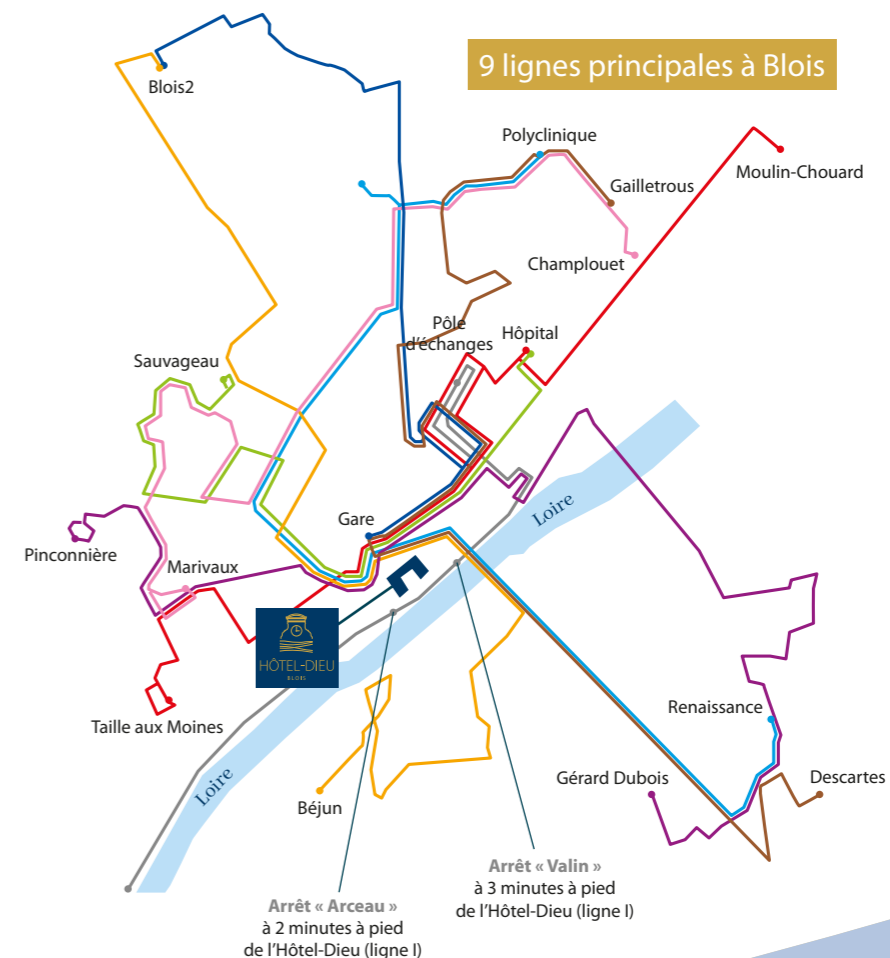 9 lignes principales à Blois
Blois2
Polyclinique
Moulin-Chouard
Gailletrous
Champlouet
Pôle
d’échanges
Hôpital
Sauvageau
Loire
Gare
Pinconnière
Marivaux
HÔTEL-DIEU
BLOIS
Taille aux Moines
Renaissance
Loire
Béjun
Gérard Dubois
Descartes
Arrêt « Valin »
à 3 minutes à pied
de l’Hôtel-Dieu (ligne I)
Arrêt « Arceau »
à 2 minutes à pied
de l’Hôtel-Dieu (ligne I)